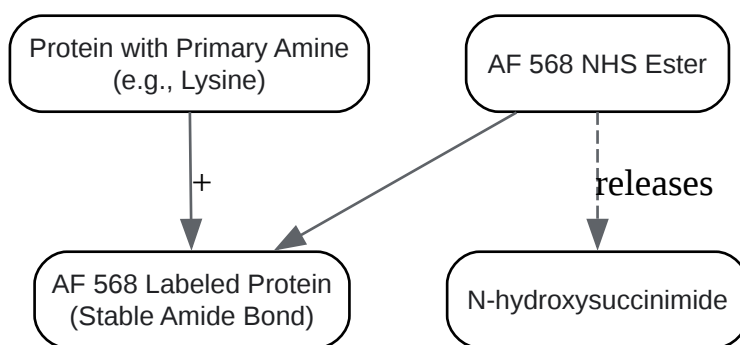 Protein with Primary Amine
(e.g., Lysine)
AF 568 NHS Ester
+
releases
AF 568 Labeled Protein
(Stable Amide Bond)
N-hydroxysuccinimide